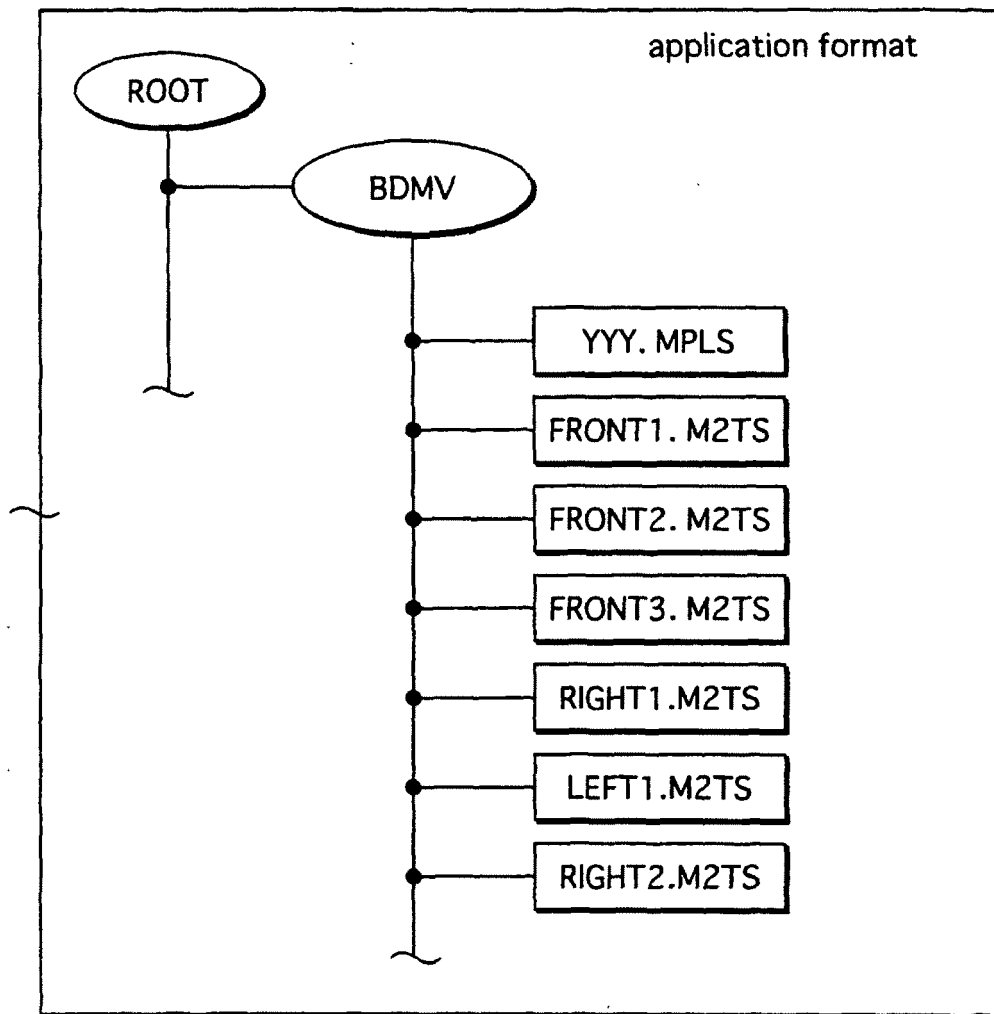 application format
ROOT
BDMV
YYY. MPLS
FRONT1. M2TS
FRONT2. M2TS
FRONT3. M2TS
RIGHT1.M2TS
LEFT1.M2TS
RIGHT2.M2TS